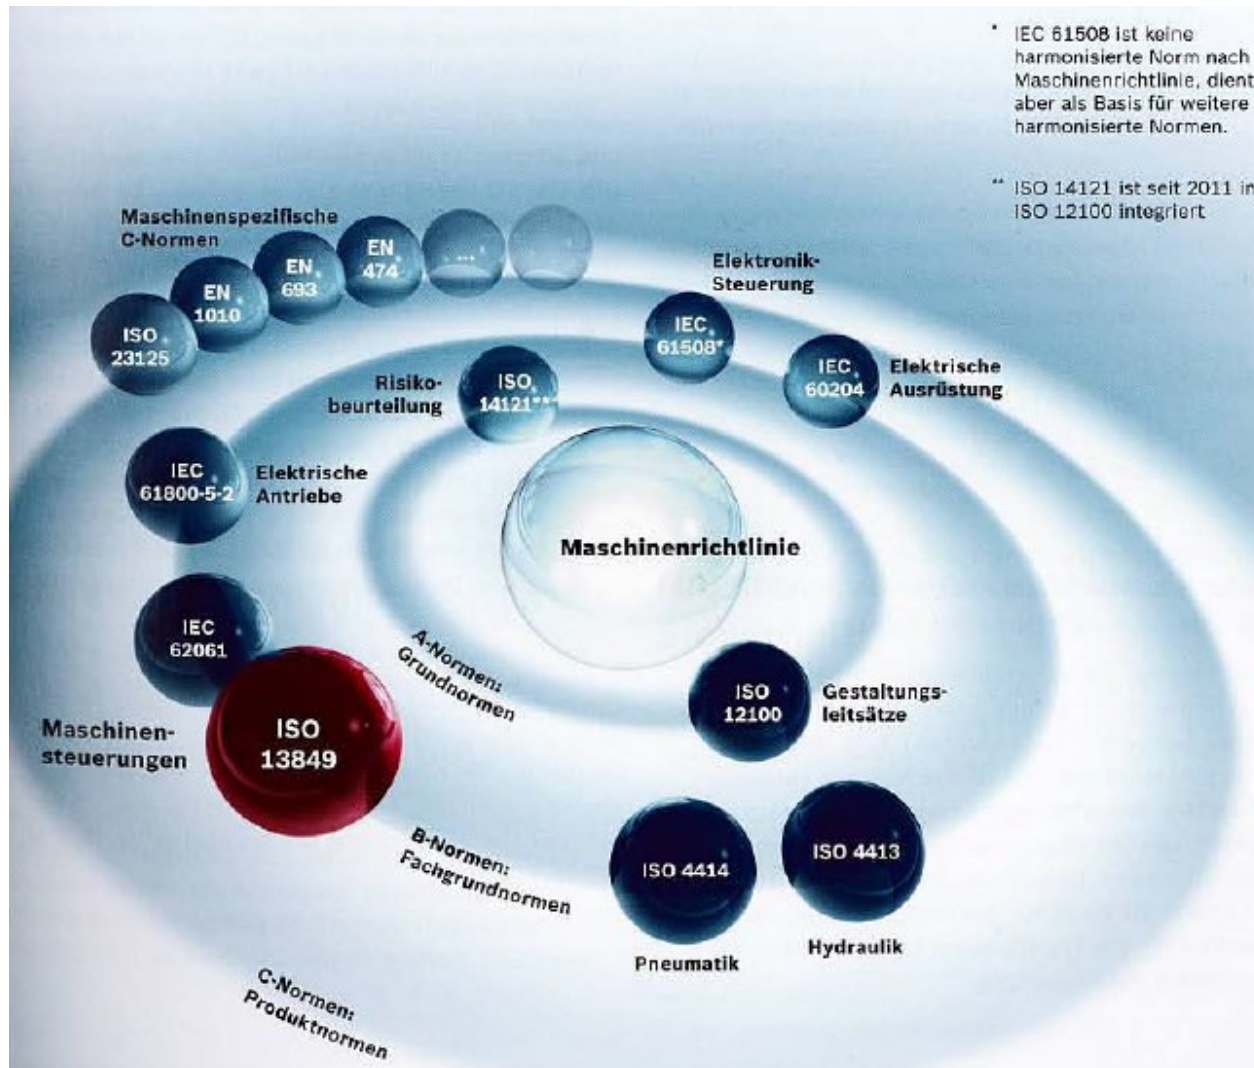 * IEC 61508 ist keine
harmonisierte Norm nach
Maschinenrichtlinie, dient
aber als Basis für weitere
harmonisierte Normen.
** ISO 14121 ist seit 2011 in
ISO 12100 integriert
Maschinenspezifische
C-Normen
ISO
23125
EN
1010
EN
693
EN
474
...
Elektronik-
Steuerung
IEC
61508*
IEC
60204
Elektrische
Ausrüstung
Risiko-
beurteilung
ISO
14121**
IEC
61800-5-2
Elektrische
Antriebe
Maschinenrichtlinie
IEC
62061
A-Normen:
Grundnormen
ISO
12100
Gestaltungs-
leitsätze
Maschinen-
steuerungen
ISO
13849
B-Normen:
Fachgrundnormen
ISO 4414
Pneumatik
ISO 4413
Hydraulik
C-Normen:
Produktnormen